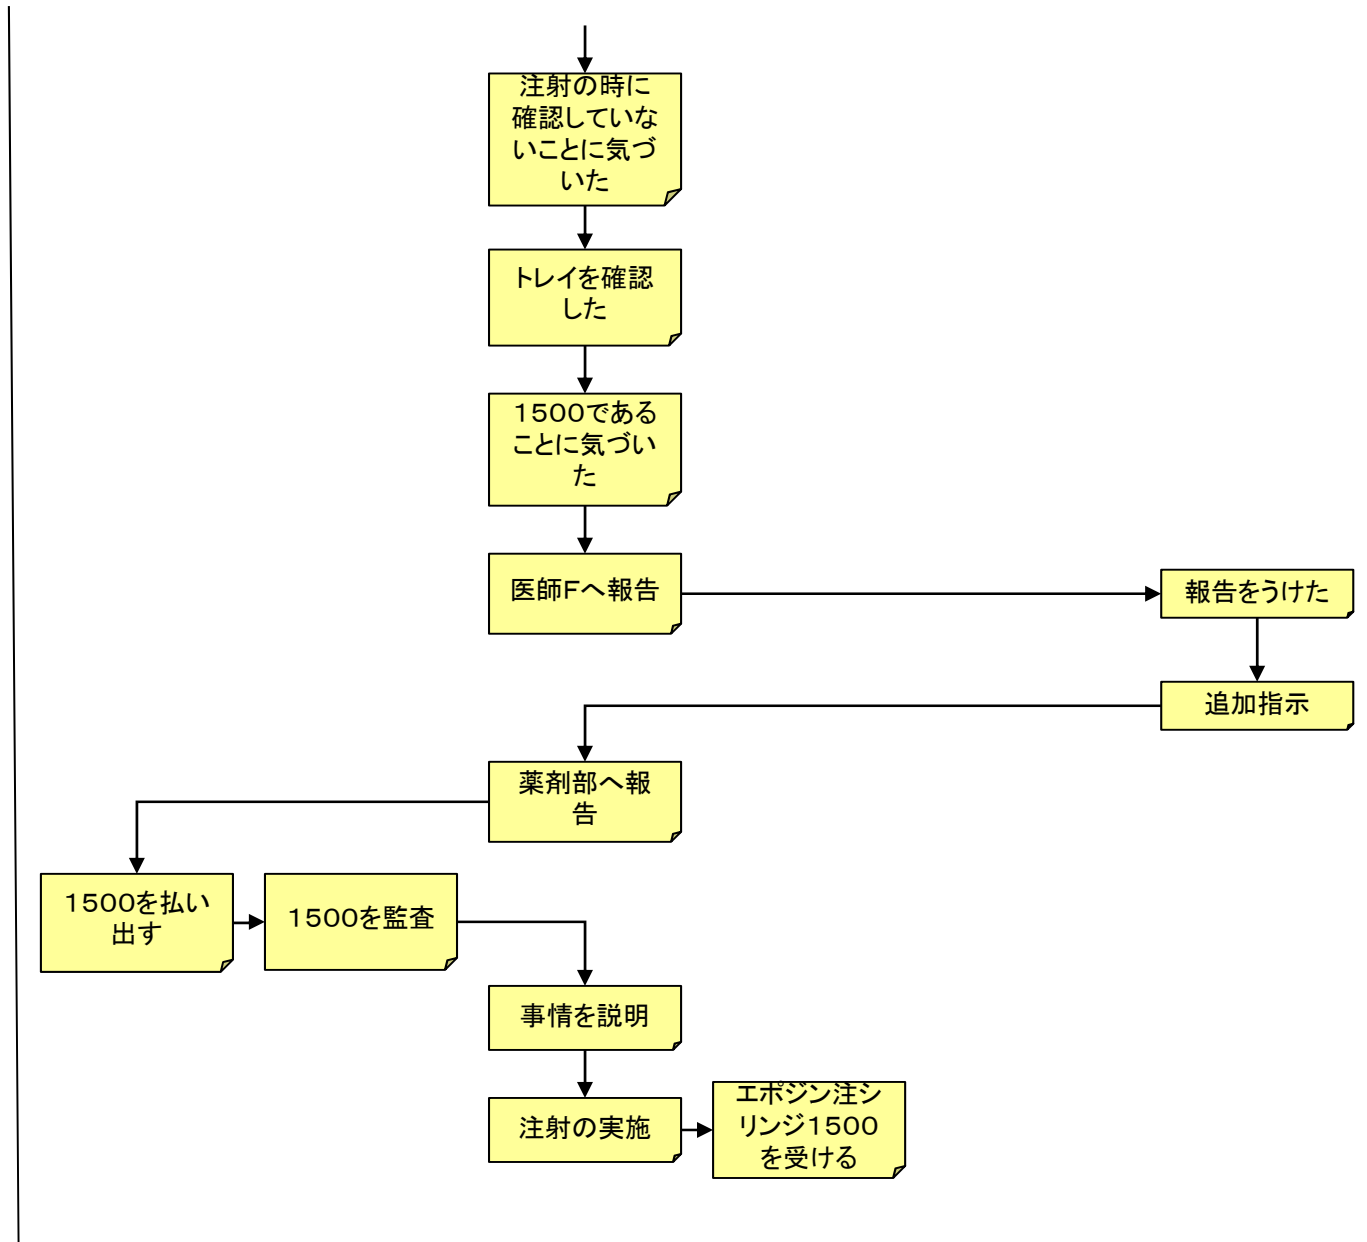 注射の時に
確認していな
いことに気づ
いた
トレイを確認
した
1500である
ことに気づい
た
医師Fへ報告
報告をうけた
追加指示
薬剤部へ報
告
1500を払い
出す
1500を監査
事情を説明
注射の実施
エポジン注シ
リンジ1500
を受ける